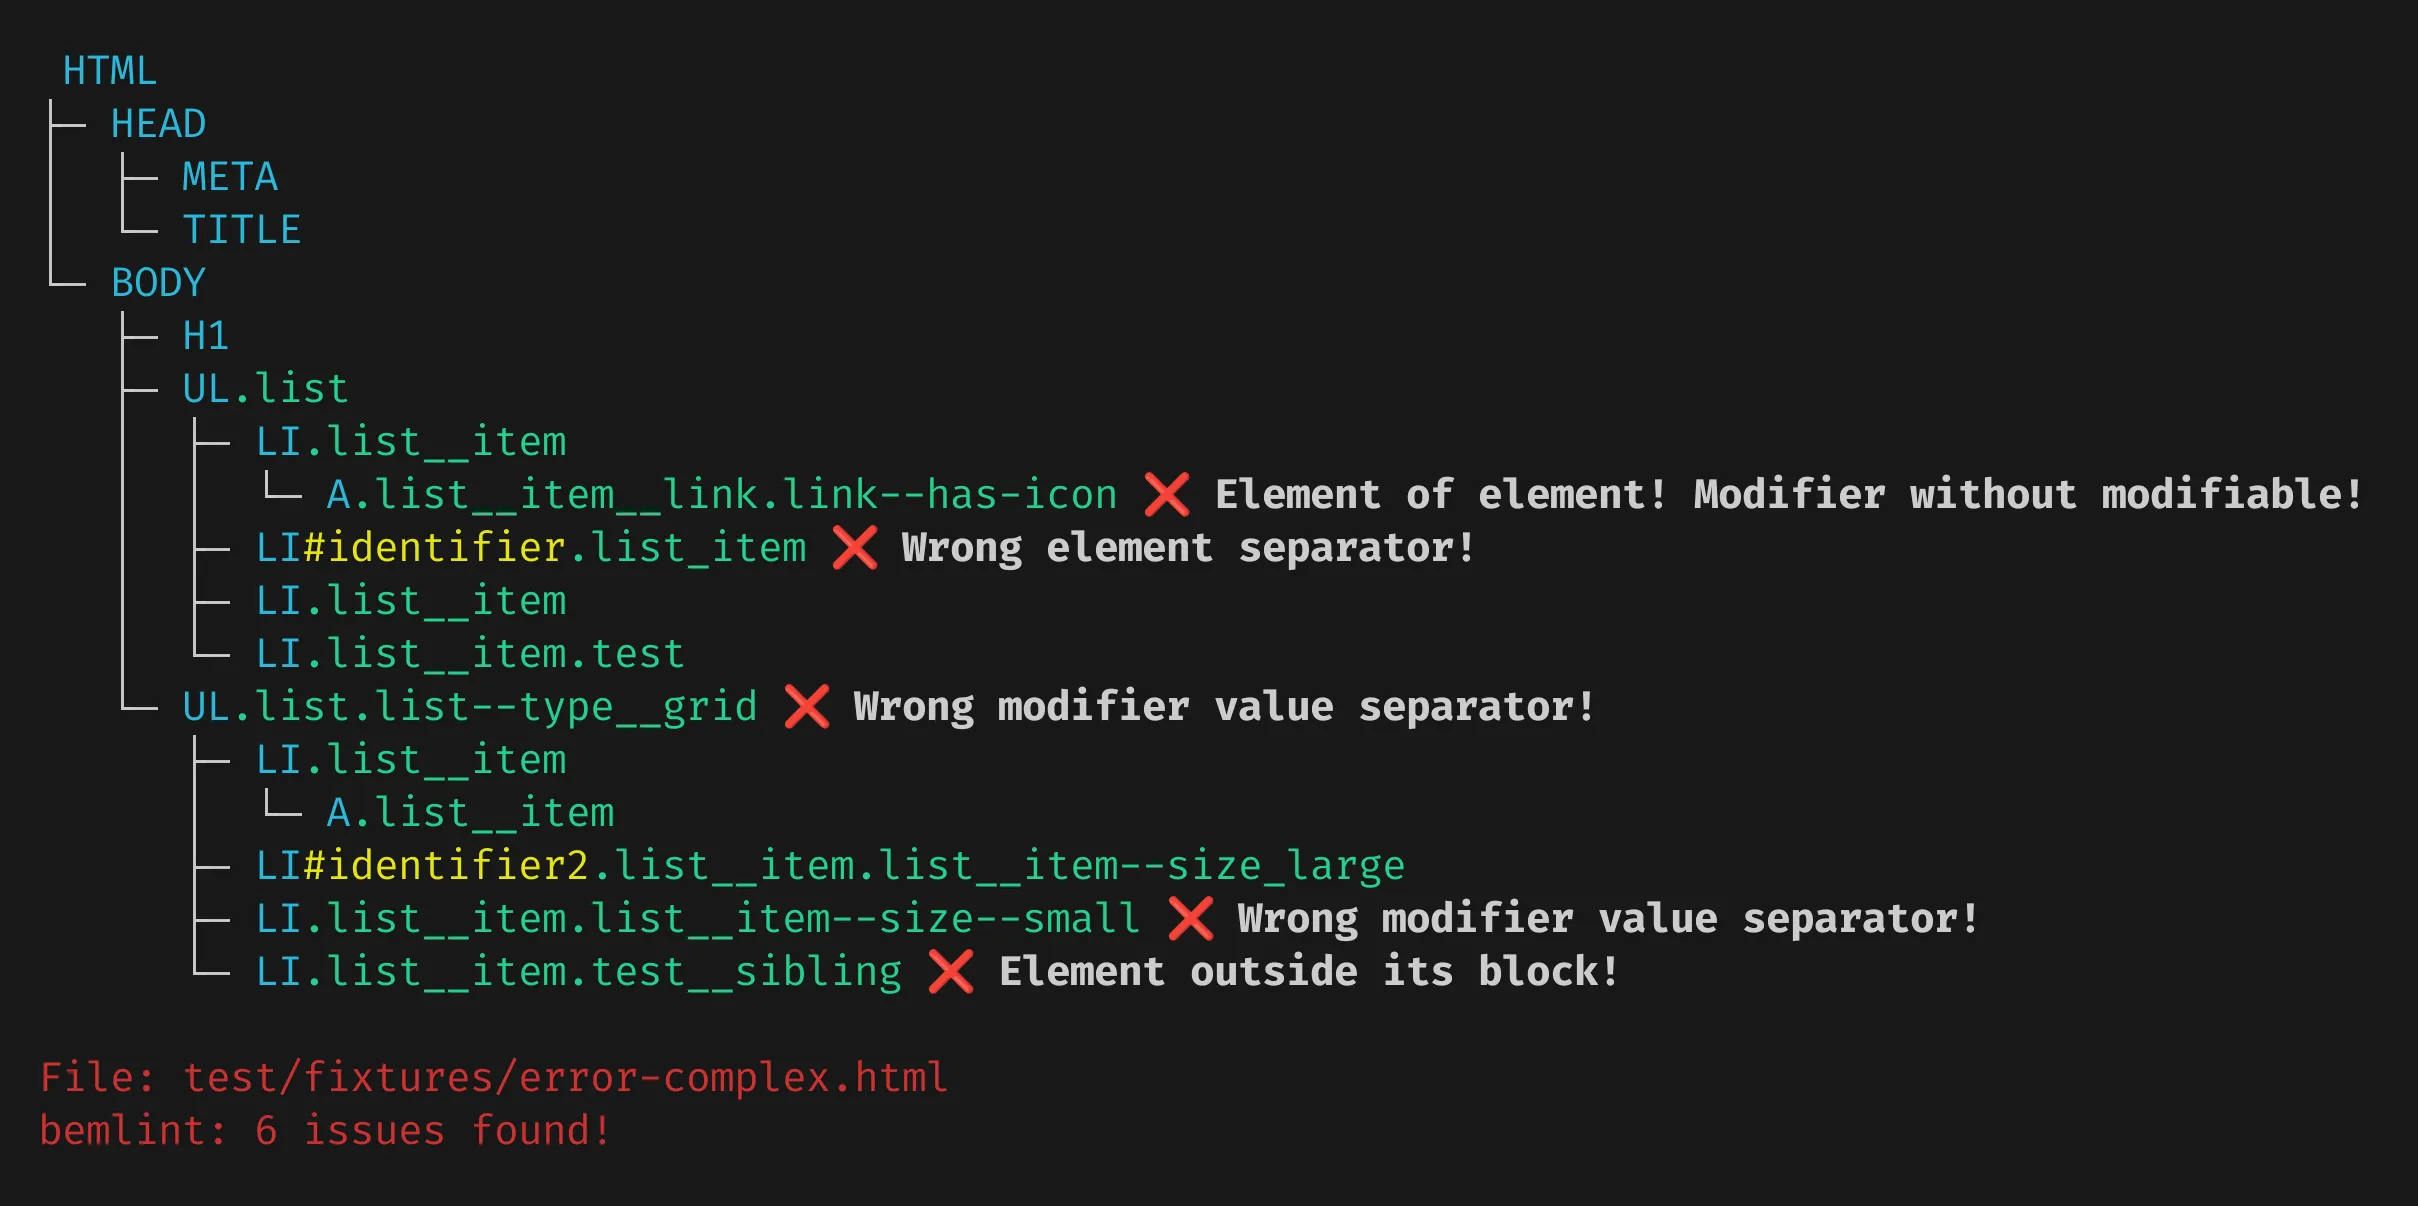 HTML
├─ HEAD
│  ├─ META
│  └─ TITLE
└─ BODY
   ├─ H1
   ├─ UL.list
   │  ├─ LI.list__item
   │  │  └─ A.list__item__link.link--has-icon ❌ Element of element! Modifier without modifiable!
   │  ├─ LI#identifier.list_item ❌ Wrong element separator!
   │  ├─ LI.list__item
   │  └─ LI.list__item.test
   └─ UL.list.list--type__grid ❌ Wrong modifier value separator!
      ├─ LI.list__item
      │  └─ A.list__item
      ├─ LI#identifier2.list__item.list__item--size_large
      ├─ LI.list__item.list__item--size--small ❌ Wrong modifier value separator!
      └─ LI.list__item.test__sibling ❌ Element outside its block!
File: test/fixtures/error-complex.html
bemlint: 6 issues found!